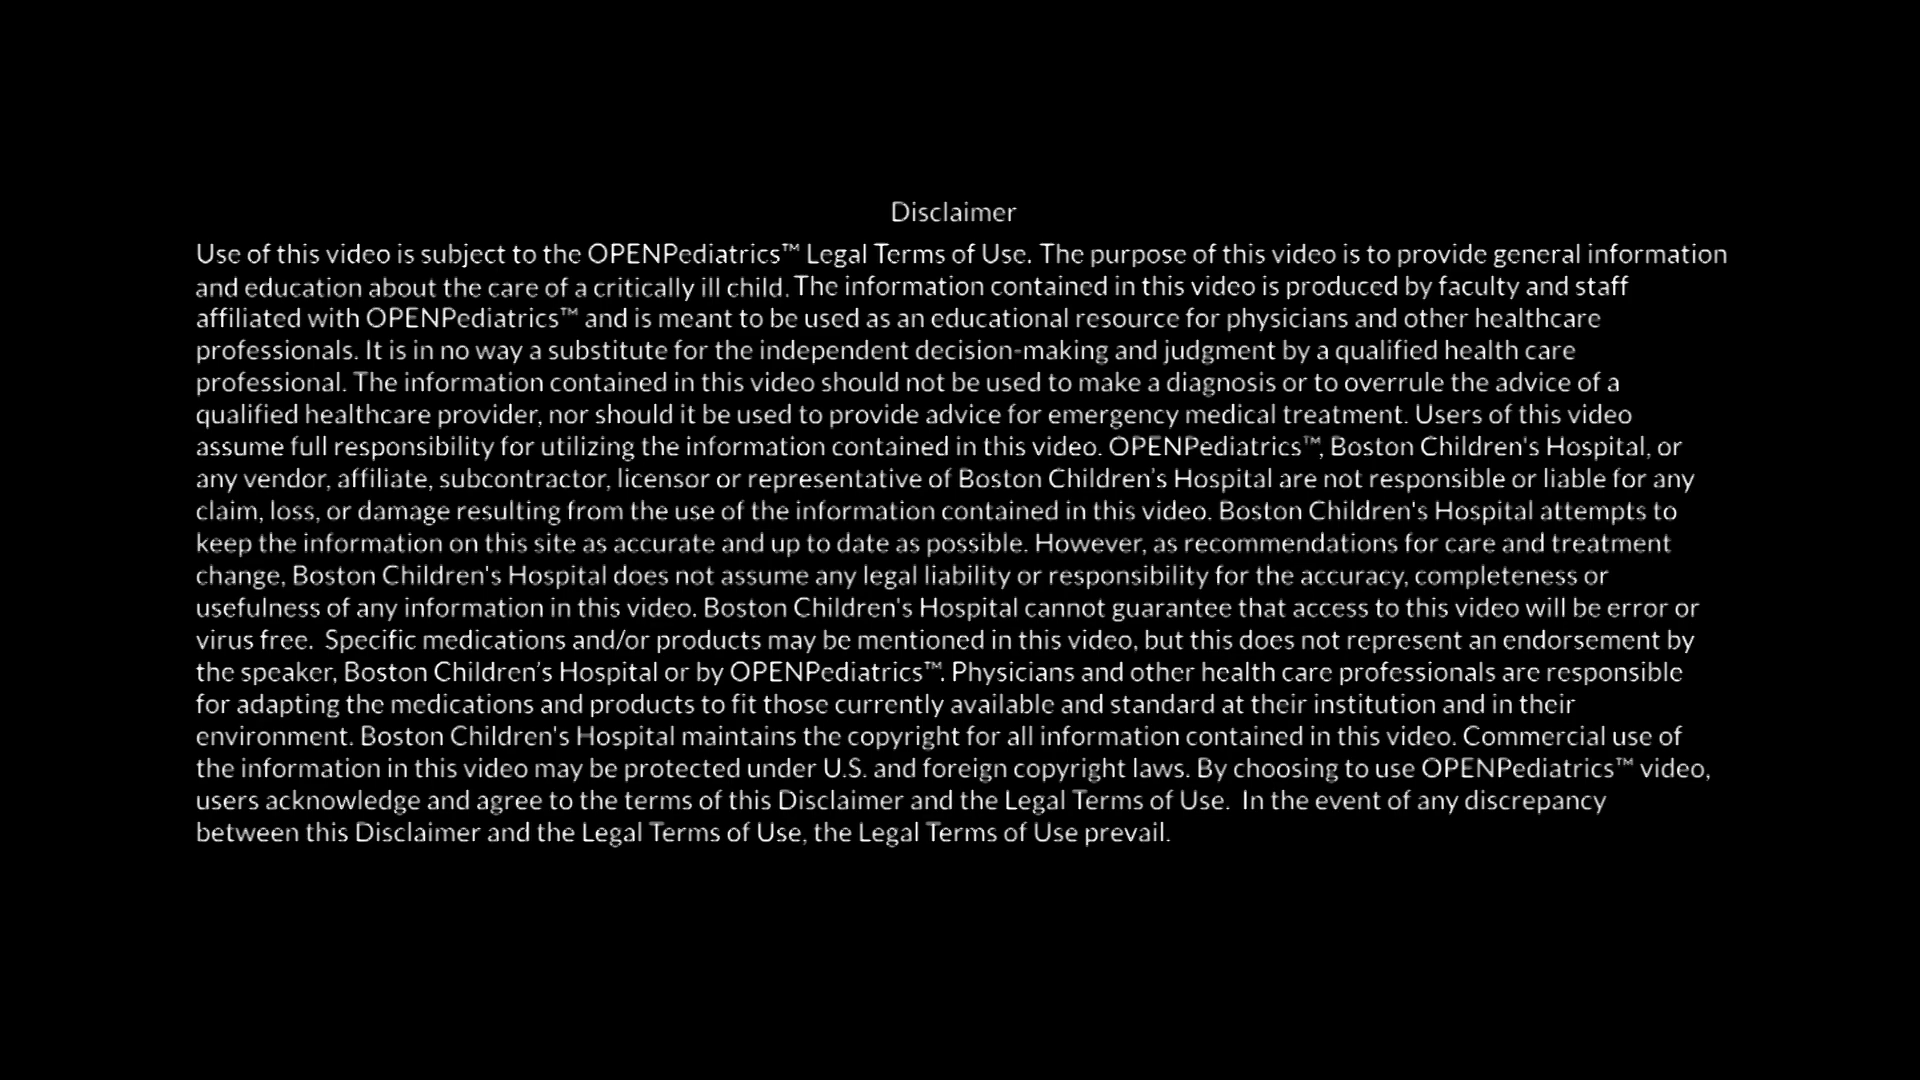 Disclaimer
Use of this video is subject to the OPENPediatrics™ Legal Terms of Use. The purpose of this video is to provide general information
and education about the care of a critically ill child. The information contained in this video is produced by faculty and staff
affiliated with OPENPediatrics™ and is meant to be used as an educational resource for physicians and other healthcare
professionals. It is in no way a substitute for the independent decision-making and judgment by a qualified health care
professional. The information contained in this video should not be used to make a diagnosis or to overrule the advice of a
qualified healthcare provider, nor should it be used to provide advice for emergency medical treatment. Users of this video
assume full responsibility for utilizing the information contained in this video. OPENPediatrics™, Boston Children's Hospital, or
any vendor, affiliate, subcontractor, licensor or representative of Boston Children's Hospital are not responsible or liable for any
claim, loss, or damage resulting from the use of the information contained in this video. Boston Children's Hospital attempts to
keep the information on this site as accurate and up to date as possible. However, as recommendations for care and treatment
change, Boston Children's Hospital does not assume any legal liability or responsibility for the accuracy, completeness or
usefulness of any information in this video. Boston Children's Hospital cannot guarantee that access to this video will be error or
virus free.  Specific medications and/or products may be mentioned in this video, but this does not represent an endorsement by
the speaker, Boston Children’s Hospital or by OPENPediatrics™. Physicians and other health care professionals are responsible
for adapting the medications and products to fit those currently available and standard at their institution and in their
environment. Boston Children's Hospital maintains the copyright for all information contained in this video. Commercial use of
the information in this video may be protected under U.S. and foreign copyright laws. By choosing to use OPENPediatrics™ video,
users acknowledge and agree to the terms of this Disclaimer and the Legal Terms of Use.  In the event of any discrepancy
between this Disclaimer and the Legal Terms of Use, the Legal Terms of Use prevail.